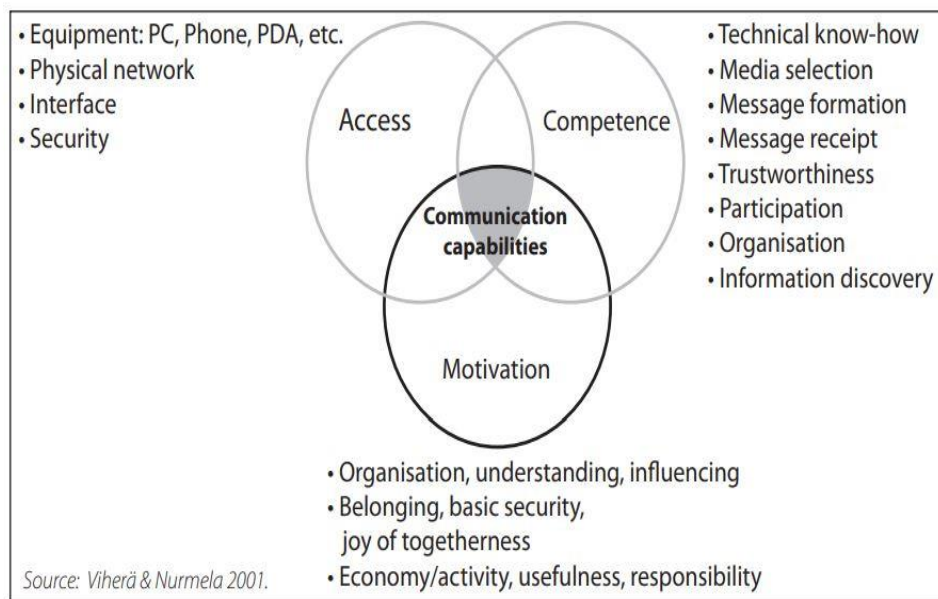 • Equipment: PC, Phone, PDA, etc.
• Physical network
• Interface
• Security
Access
Competence
• Technical know-how
• Media selection
• Message formation
• Message receipt
• Trustworthiness
• Participation
• Organisation
• Information discovery
Communication
capabilities
Motivation
• Organisation, understanding, influencing
• Belonging, basic security,
joy of togetherness
• Economy/activity, usefulness, responsibility
Source: Viherä & Nurmela 2001.